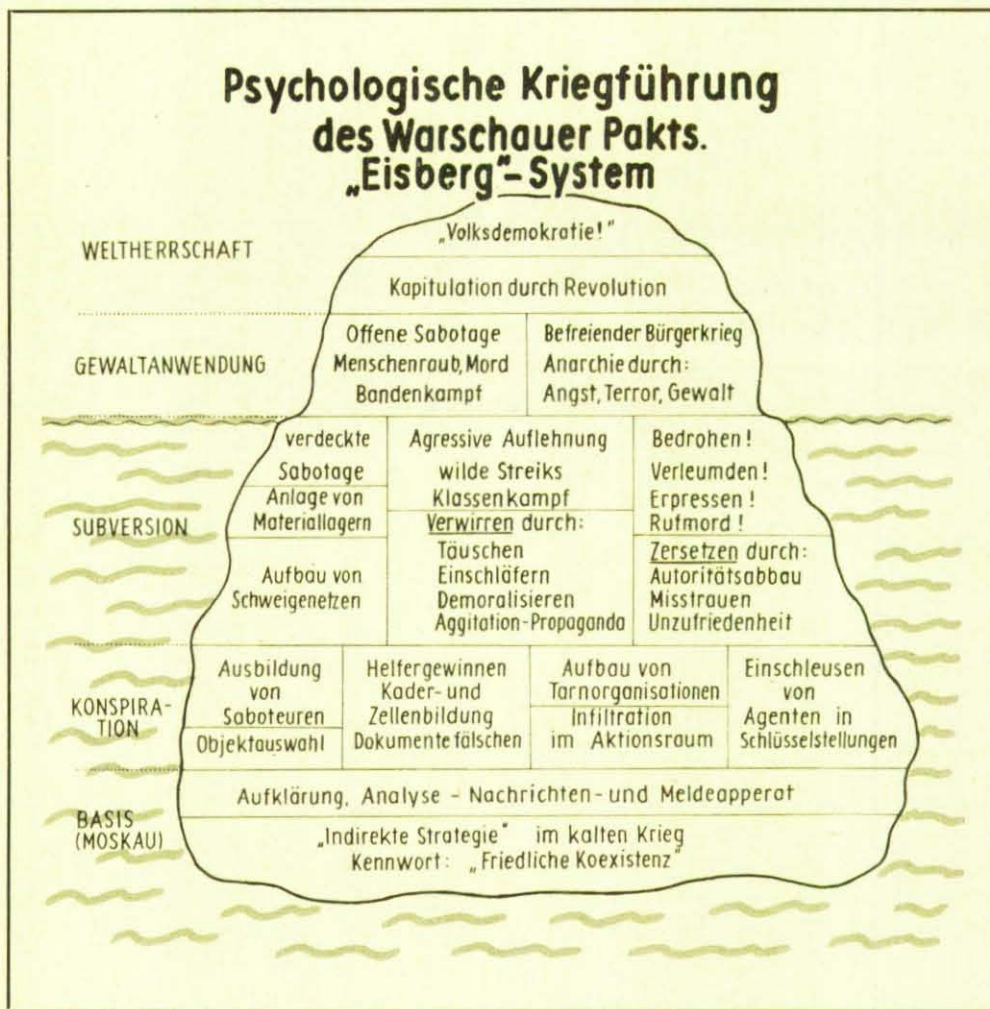 Psychologische Kriegführung
des Warschauer Pakts.
„Eisberg"-System
WELTHERRSCHAFT
„Volksdemokratie!"
Kapitulation durch Revolution
GEWALTANWENDUNG
Offene Sabotage
Menschenraub, Mord
Bandenkampf
Befreiender Bürgerkrieg
Anarchie durch:
Angst, Terror, Gewalt
SUBVERSION
verdeckte
Sabotage
Anlage von
Materiallagern
Aufbau von
Schweigenetzen
Agressive Auflehnung
wilde Streiks
Klassenkampf
Verwirren durch:
Täuschen
Einschläfern
Demoralisieren
Aggitation-Propaganda
Bedrohen!
Verleumden!
Erpressen!
Rufmord!
Zersetzen durch:
Autoritätsabbau
Misstrauen
Unzufriedenheit
KONSPIRA-
TION
Ausbildung
von
Saboteuren
Objektauswahl
Helfergewinnen
Kader- und
Zellenbildung
Dokumente fälschen
Aufbau von
Tarnorganisationen
Infiltration
im Aktionsraum
Einschleusen
von
Agenten in
Schlüsselstellungen
BASIS
(MOSKAU)
Aufklärung, Analyse - Nachrichten- und Meldeapperat
„Indirekte Strategie" im kalten Krieg
Kennwort: „Friedliche Koexistenz"